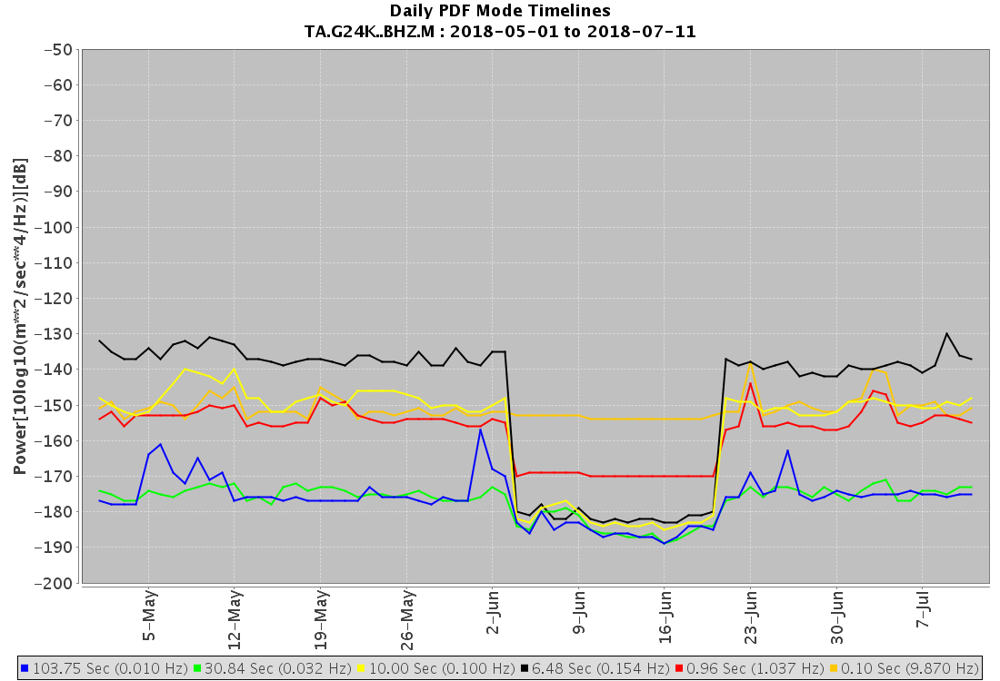 Daily PDF Mode Timelines
TA.G24K..BHZ.M : 2018-05-01 to 2018-07-11
Power[10log10(m**2/sec**4/Hz)][dB]
−50
−60
−70
−80
−90
−100
−110
−120
−130
−140
−150
−160
−170
−180
−190
−200
5-May
12-May
19-May
26-May
2-Jun
9-Jun
16-Jun
23-Jun
30-Jun
7-Jul
103.75 Sec (0.010 Hz) 30.84 Sec (0.032 Hz) 10.00 Sec (0.100 Hz) 6.48 Sec (0.154 Hz) 0.96 Sec (1.037 Hz) 0.10 Sec (9.870 Hz)